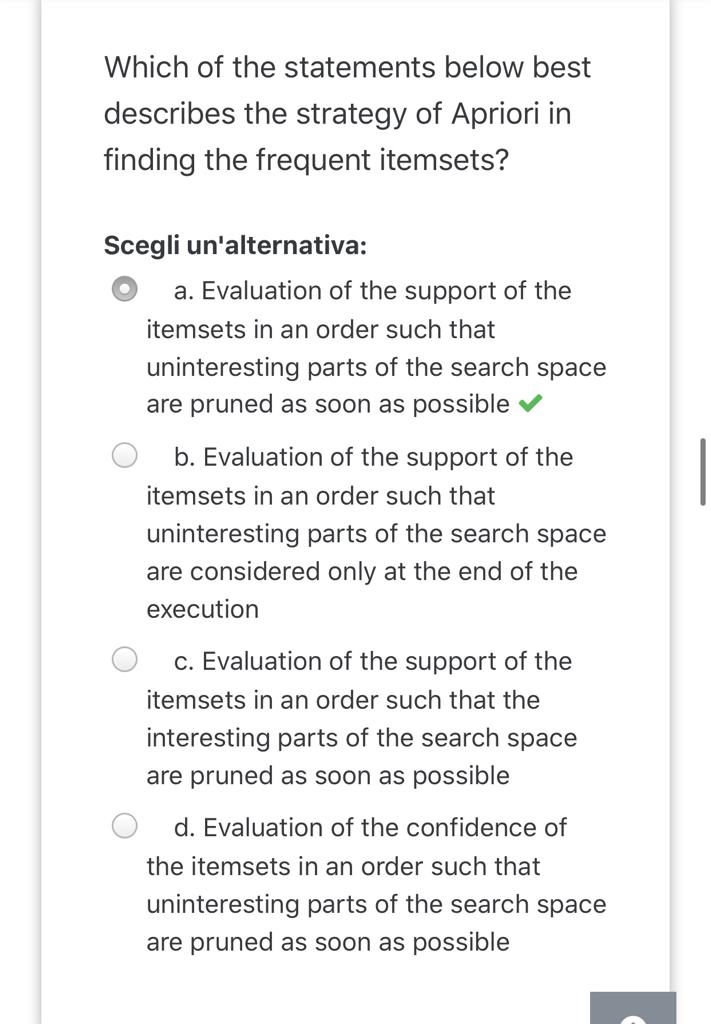 Which of the statements below best
describes the strategy of Apriori in
finding the frequent itemsets?
Scegli un'alternativa:
a. Evaluation of the support of the
itemsets in an order such that
uninteresting parts of the search space
are pruned as soon as possible
b. Evaluation of the support of the
itemsets in an order such that
uninteresting parts of the search space
are considered only at the end of the
execution
c. Evaluation of the support of the
itemsets in an order such that the
interesting parts of the search space
are pruned as soon as possible
d. Evaluation of the confidence of
the itemsets in an order such that
uninteresting parts of the search space
are pruned as soon as possible